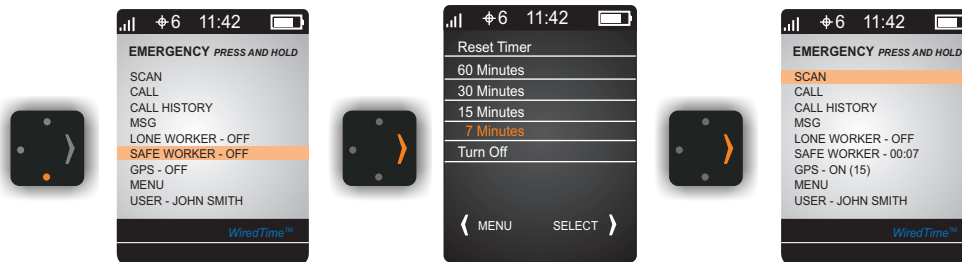 6 11:42
EMERGENCY PRESS AND HOLD
SCAN
CALL
CALL HISTORY
MSG
LONE WORKER - OFF
SAFE WORKER - OFF
GPS - OFF
MENU
USER - JOHN SMITH
WiredTime™
6 11:42
Reset Timer
60 Minutes
30 Minutes
15 Minutes
7 Minutes
Turn Off
MENU SELECT
6 11:42
EMERGENCY PRESS AND HOLD
SCAN
CALL
CALL HISTORY
MSG
LONE WORKER - OFF
SAFE WORKER - 00:07
GPS - ON (15)
MENU
USER - JOHN SMITH
WiredTime™